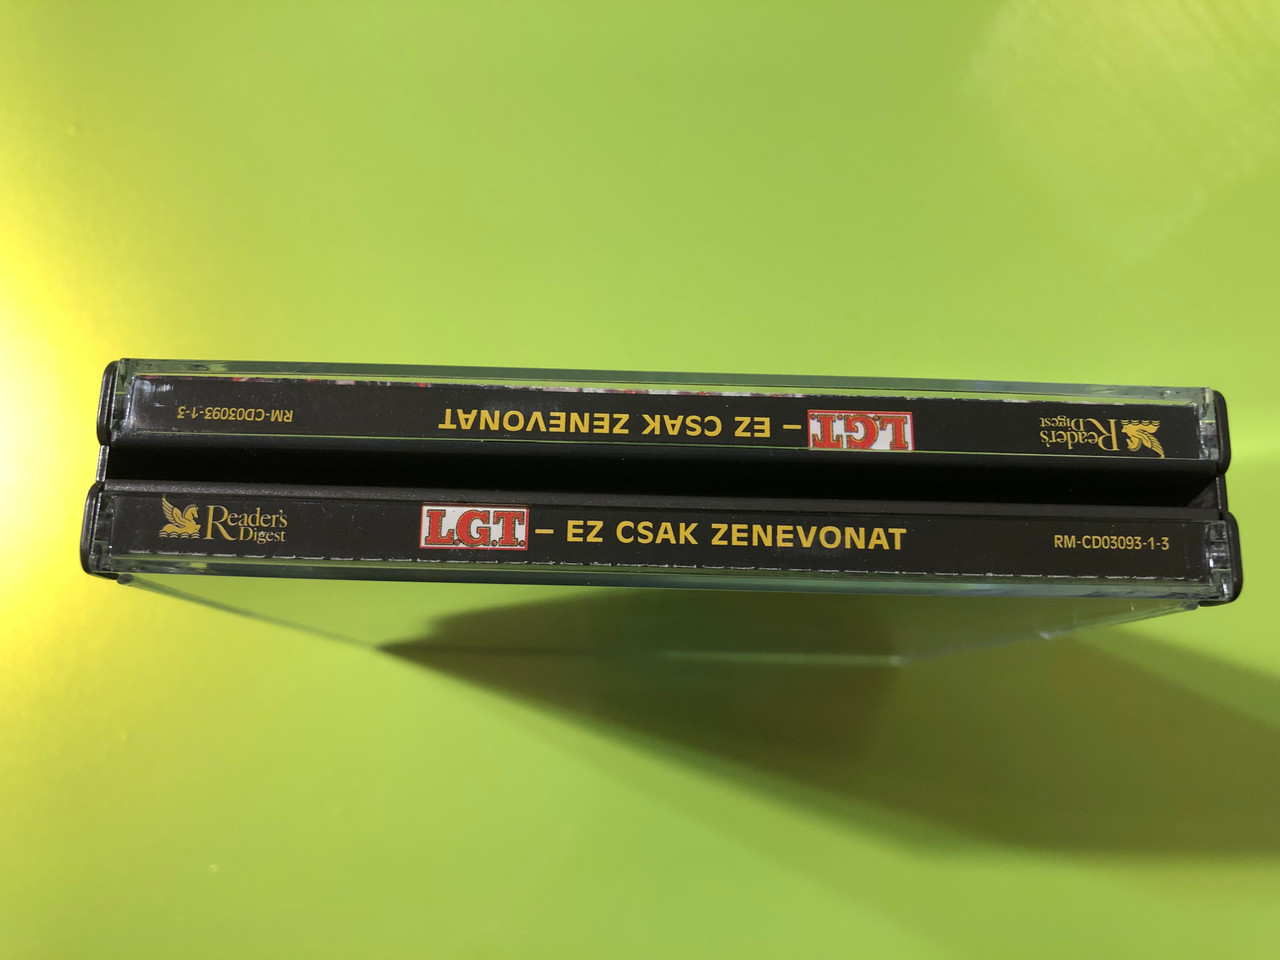 RM-CD03093-1-3
L.G.T. – EZ CSAK ZENEVONAT
Reader's Digest
Reader's Digest
L.G.T. – EZ CSAK ZENEVONAT
RM-CD03093-1-3